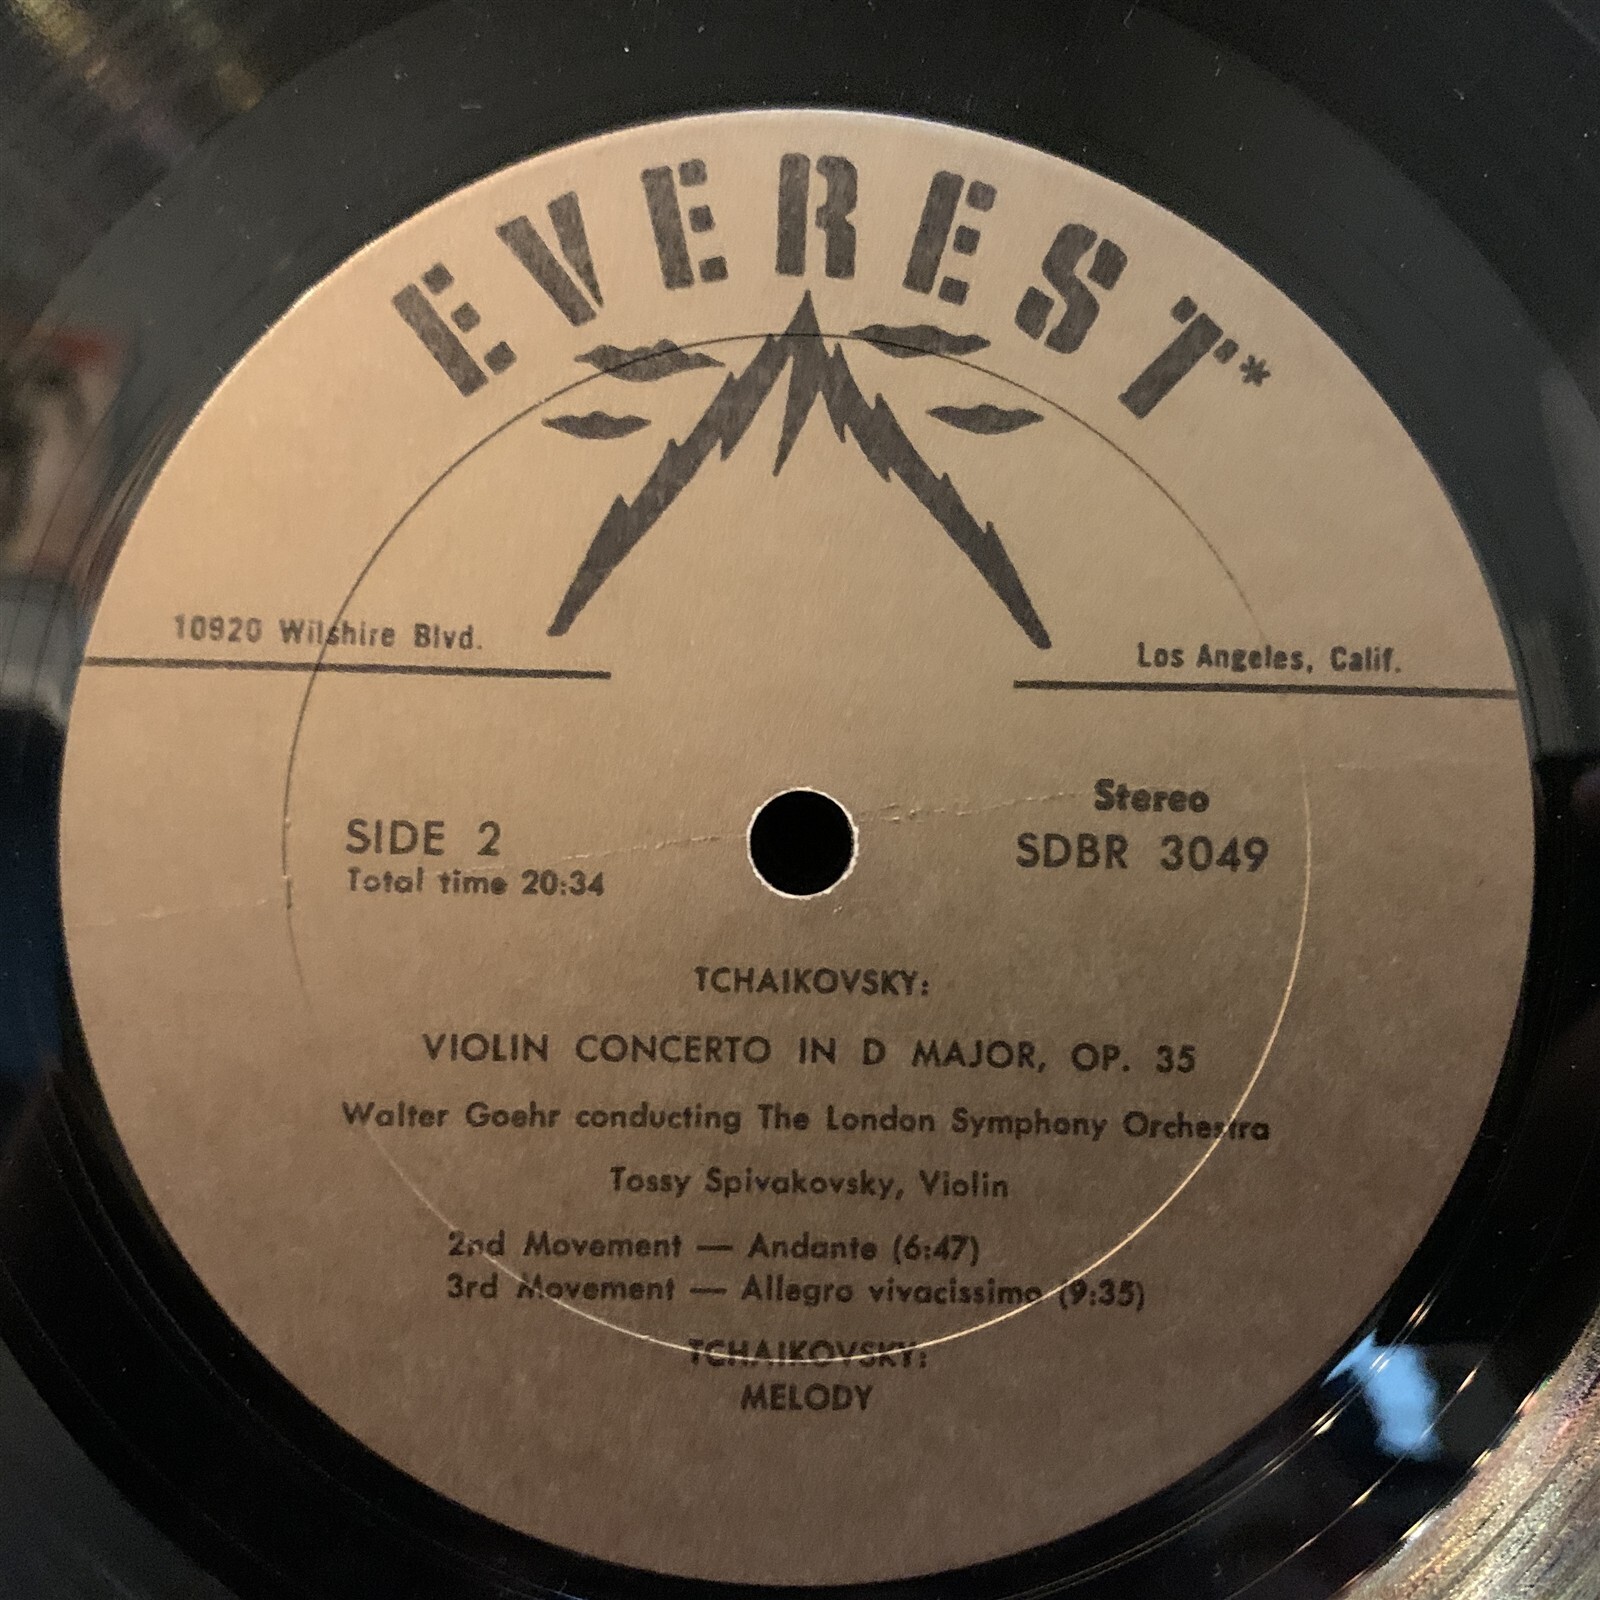 EVEREST*
10920 Wilshire Blvd.
Los Angeles, Calif.
SIDE 2
Total time 20:34
Stereo
SDBR 3049
TCHAIKOVSKY:
VIOLIN CONCERTO IN D MAJOR, OP. 35
Walter Goehr conducting The London Symphony Orchestra
Tossy Spivakovsky, Violin
2nd Movement — Andante (6:47)
3rd Movement — Allegro vivacissimo (9:35)
TCHAIKOVSKY:
MELODY